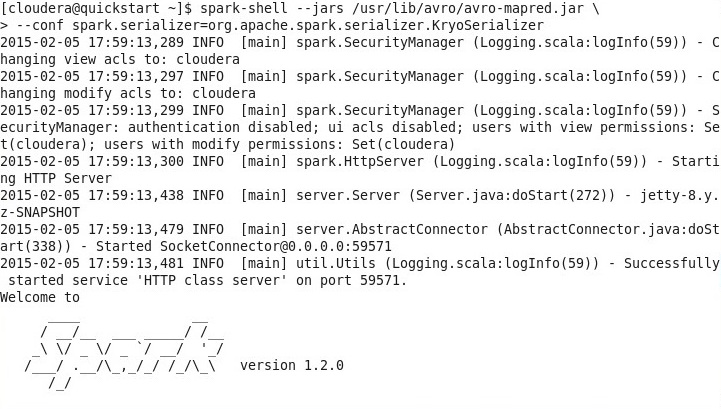 [cloudera@quickstart ~]$ spark-shell --jars /usr/lib/avro/avro-mapred.jar \
> --conf spark.serializer=org.apache.spark.serializer.KryoSerializer
2015-02-05 17:59:13,289 INFO  [main] spark.SecurityManager (Logging.scala:logInfo(59)) - C
hanging view acls to: cloudera
2015-02-05 17:59:13,297 INFO  [main] spark.SecurityManager (Logging.scala:logInfo(59)) - C
hanging modify acls to: cloudera
2015-02-05 17:59:13,299 INFO  [main] spark.SecurityManager (Logging.scala:logInfo(59)) - S
ecurityManager: authentication disabled; ui acls disabled; users with view permissions: Se
t(cloudera); users with modify permissions: Set(cloudera)
2015-02-05 17:59:13,300 INFO  [main] spark.HttpServer (Logging.scala:logInfo(59)) - Starti
ng HTTP Server
2015-02-05 17:59:13,438 INFO  [main] server.Server (Server.java:doStart(272)) - jetty-8.y.
z-SNAPSHOT
2015-02-05 17:59:13,479 INFO  [main] server.AbstractConnector (AbstractConnector.java:doSt
art(338)) - Started SocketConnector@0.0.0.0:59571
2015-02-05 17:59:13,481 INFO  [main] util.Utils (Logging.scala:logInfo(59)) - Successfully
 started service 'HTTP class server' on port 59571.
Welcome to
      ____              __
     / __/__  ___ _____/ /__
    _\ \/ _ \/ _ `/ __/  '_/
   /___/ .__/\_,_/_/ /_/\_\   version 1.2.0
      /_/